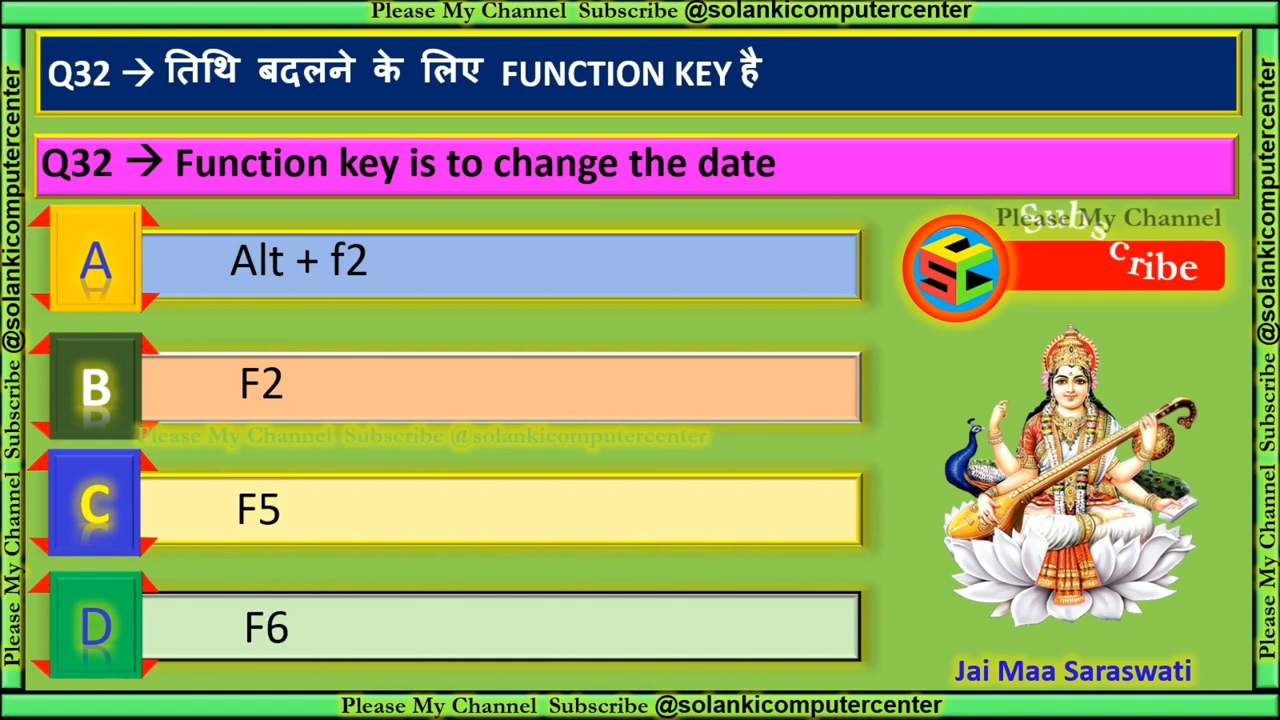 Please My Channel Subscribe @solankicomputercenter
Q32 → तिथि बदलने के लिए FUNCTION KEY है
Q32 → Function key is to change the date
Please My Channel
Subscribe
A
Alt + f2
B
F2
Please My Channel Subscribe @solankicomputercenter
C
F5
D
F6
CSC
Jai Maa Saraswati
Please My Channel Subscribe @solankicomputercenter
Please My Channel Subscribe @solankicomputercenter
Please My Channel Subscribe @solankicomputercenter